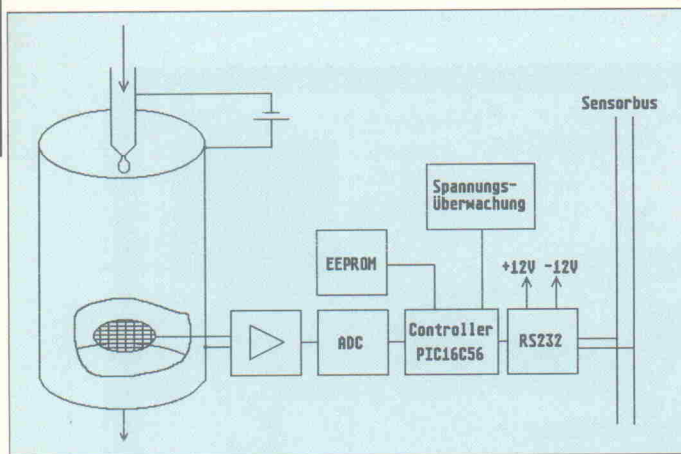 Sensorbus
Spannungs-
überwachung
EEPROM
+12V -12V
ADC
Controller
PIC16C56
RS232